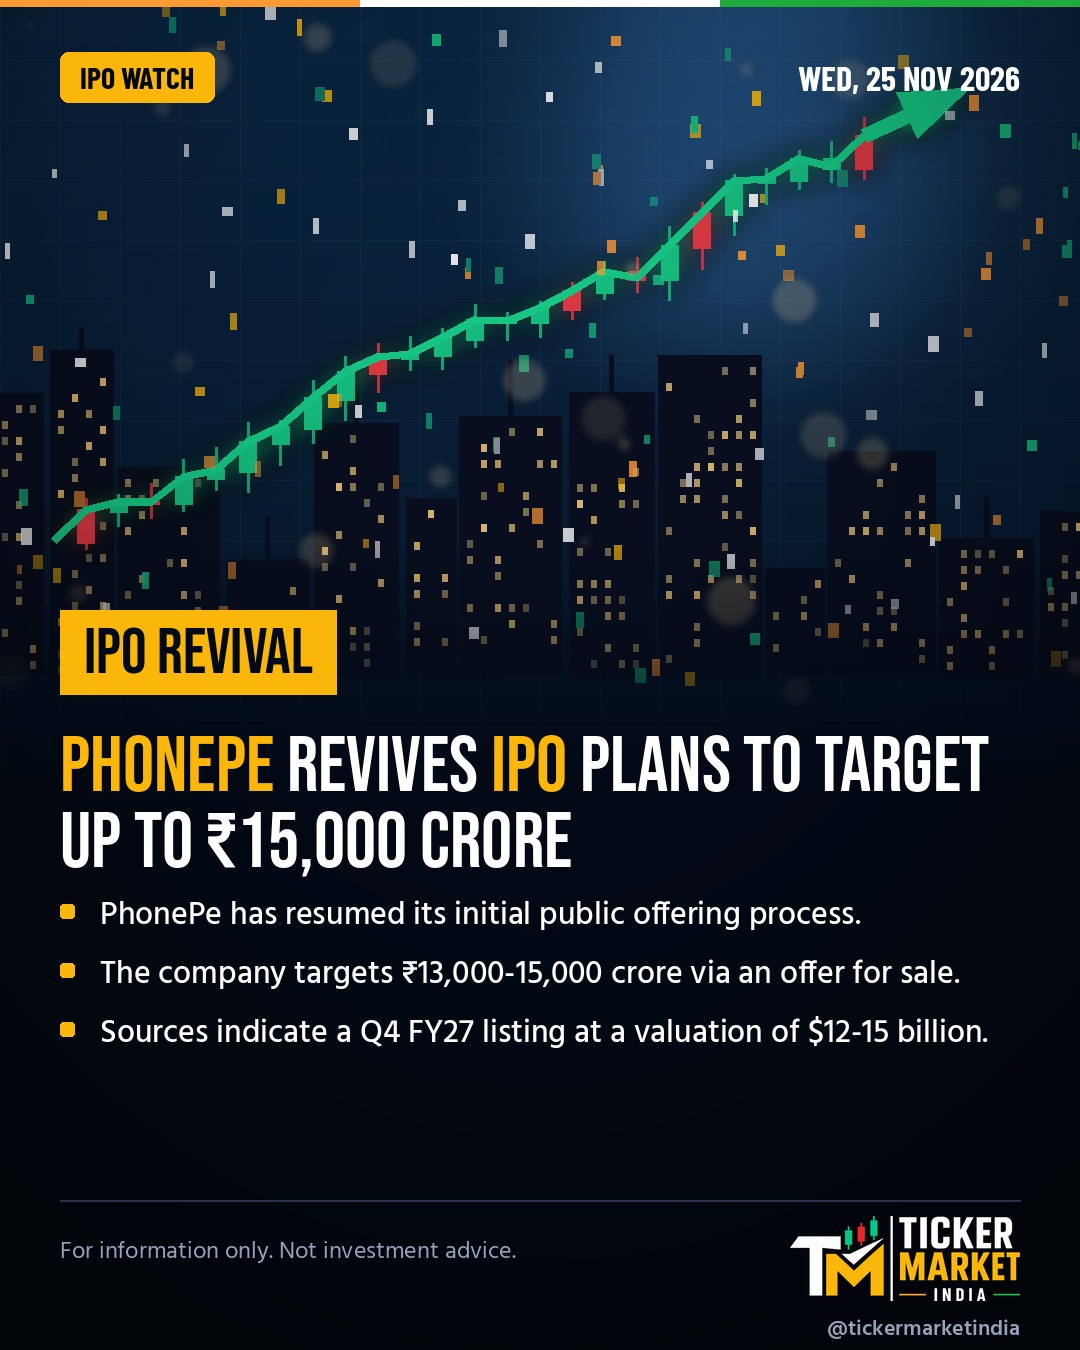 IPO WATCH
WED, 25 NOV 2026
IPO REVIVAL
PHONEPE REVIVES IPO PLANS TO TARGET
UP TO ₹15,000 CRORE
PhonePe has resumed its initial public offering process.
The company targets ₹13,000-15,000 crore via an offer for sale.
Sources indicate a Q4 FY27 listing at a valuation of $12-15 billion.
For information only. Not investment advice.
TM
TICKER
MARKET
INDIA
@tickermarketindia